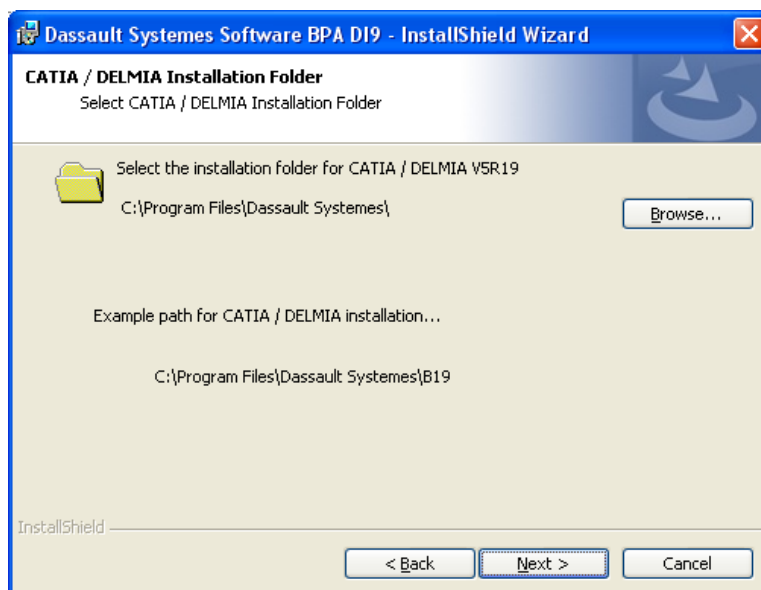 Dassault Systemes Software BPA DI9 - InstallShield Wizard
CATIA / DELMIA Installation Folder
Select CATIA / DELMIA Installation Folder
Select the installation folder for CATIA / DELMIA V5R19
C:\Program Files\Dassault Systemes\
Browse...
Example path for CATIA / DELMIA installation...
C:\Program Files\Dassault Systemes\B19
InstallShield
< Back
Next >
Cancel